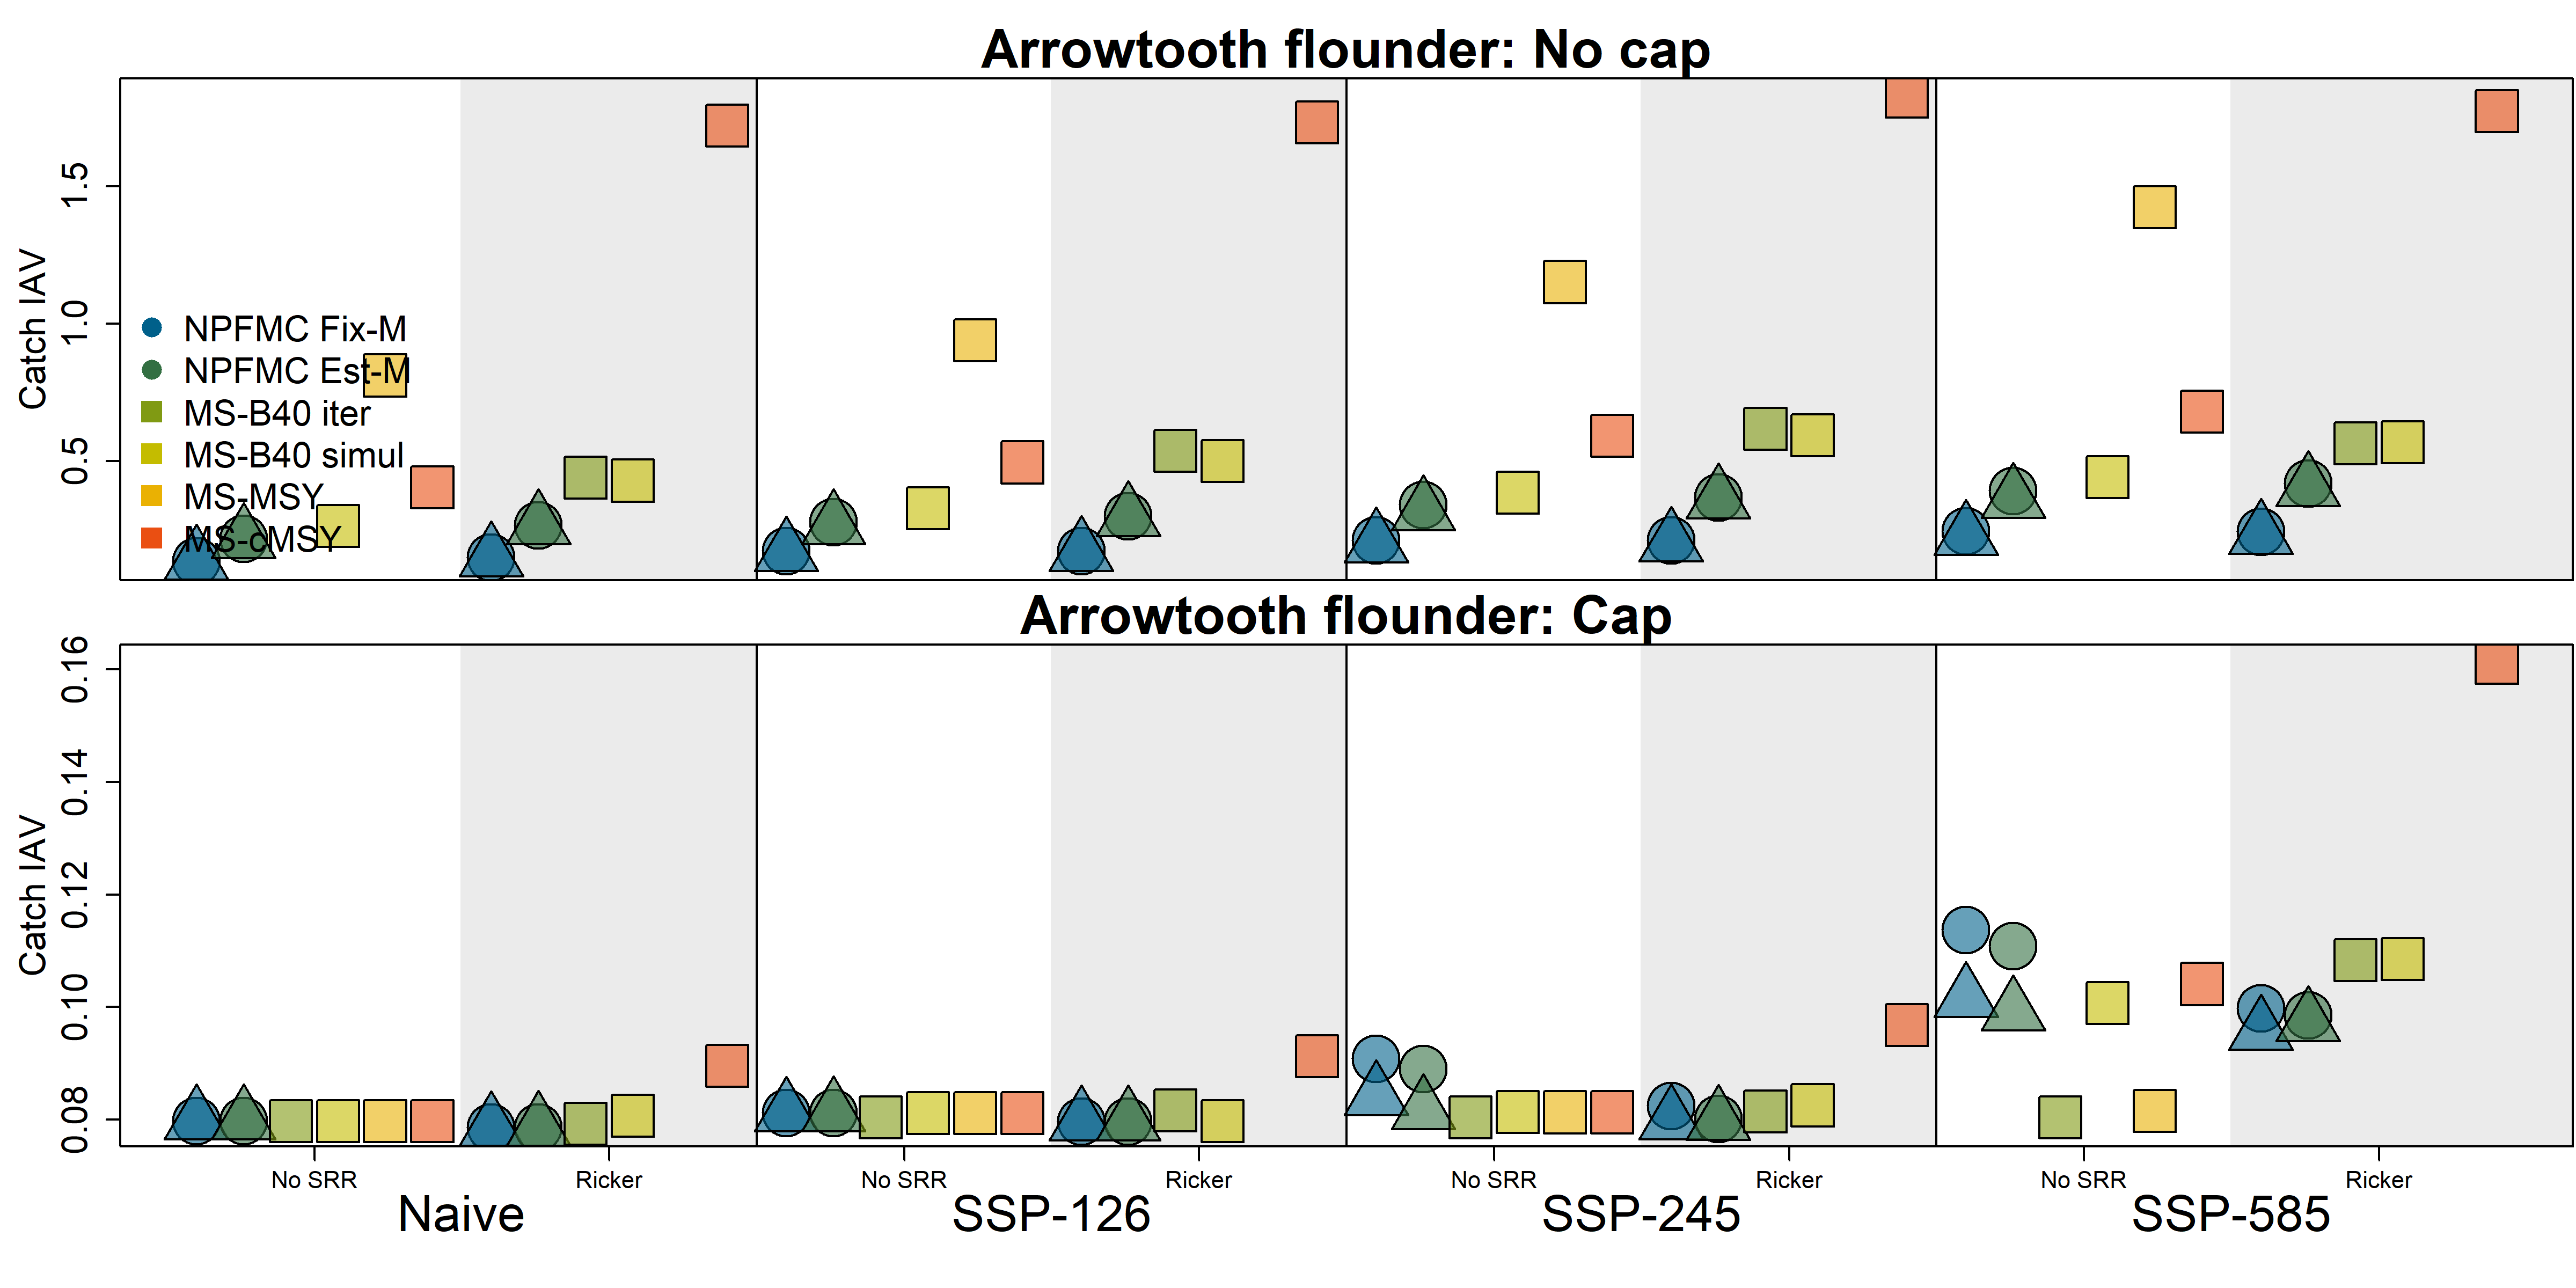 Arrowtooth flounder: No cap
Catch IAV
1.5
1.0
0.5
NPFMC Fix-M
NPFMC Est-M
MS-B40 iter
MS-B40 simul
MS-MSY
MS-cMSY
Arrowtooth flounder: Cap
Catch IAV
0.16
0.14
0.12
0.10
0.08
No SRR Ricker No SRR Ricker No SRR Ricker No SRR Ricker
Naive SSP-126 SSP-245 SSP-585